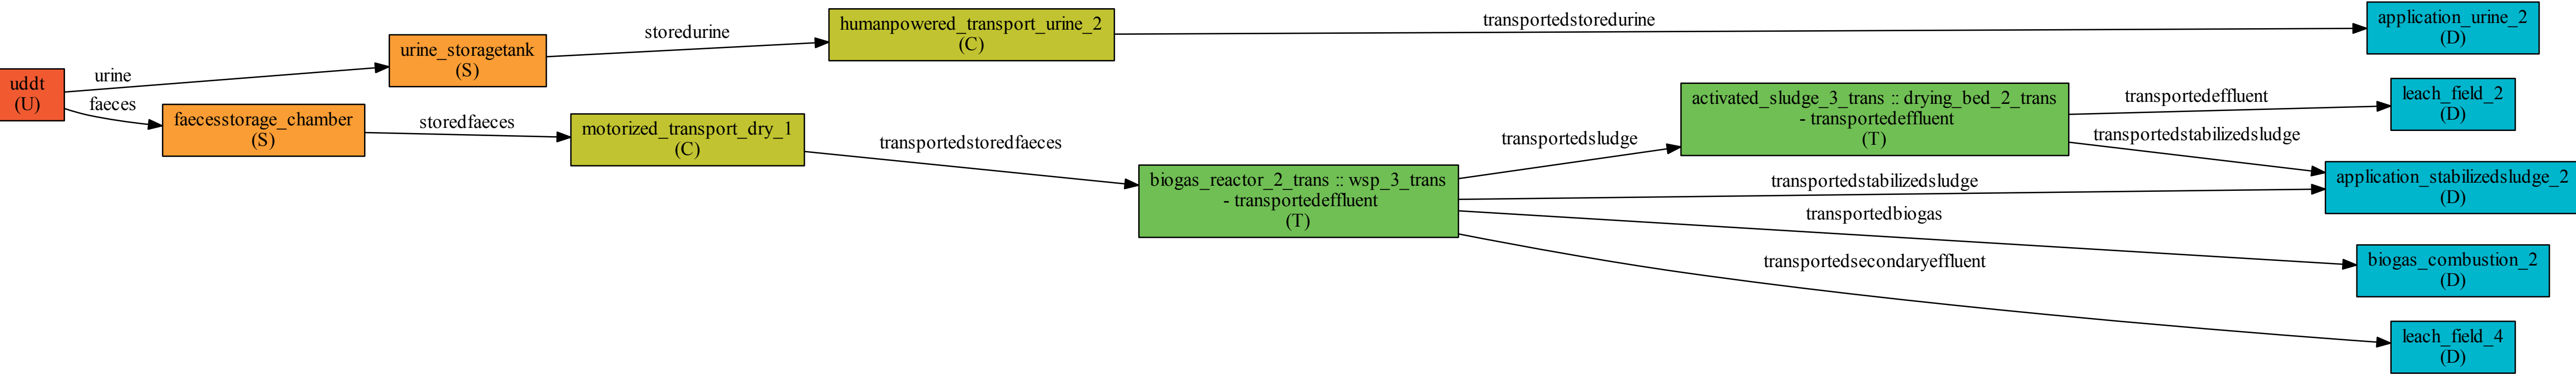 uddt
(U)
urine
faeces
urine_storagetank
(S)
faecesstorage_chamber
(S)
storedurine
storedfaeces
humanpowered_transport_urine_2
(C)
motorized_transport_dry_1
(C)
transportedstoredurine
transportedstoredfaeces
biogas_reactor_2_trans :: wsp_3_trans
- transportedeffluent
(T)
transportedsludge
transportedstabilizedsludge
transportedbiogas
transportedsecondaryeffluent
activated_sludge_3_trans :: drying_bed_2_trans
- transportedeffluent
(T)
transportedeffluent
transportedstabilizedsludge
application_urine_2
(D)
leach_field_2
(D)
application_stabilizedsludge_2
(D)
biogas_combustion_2
(D)
leach_field_4
(D)